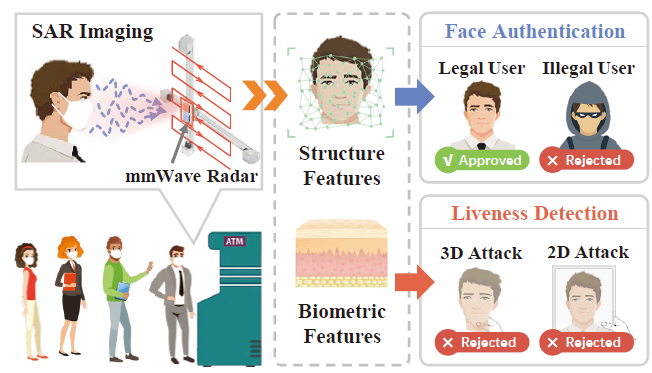 SAR Imaging
mmWave Radar
ATM
Structure
Features
Biometric
Features
Face Authentication
Legal User
Illegal User
√ Approved
× Rejected
Liveness Detection
3D Attack
2D Attack
× Rejected
× Rejected